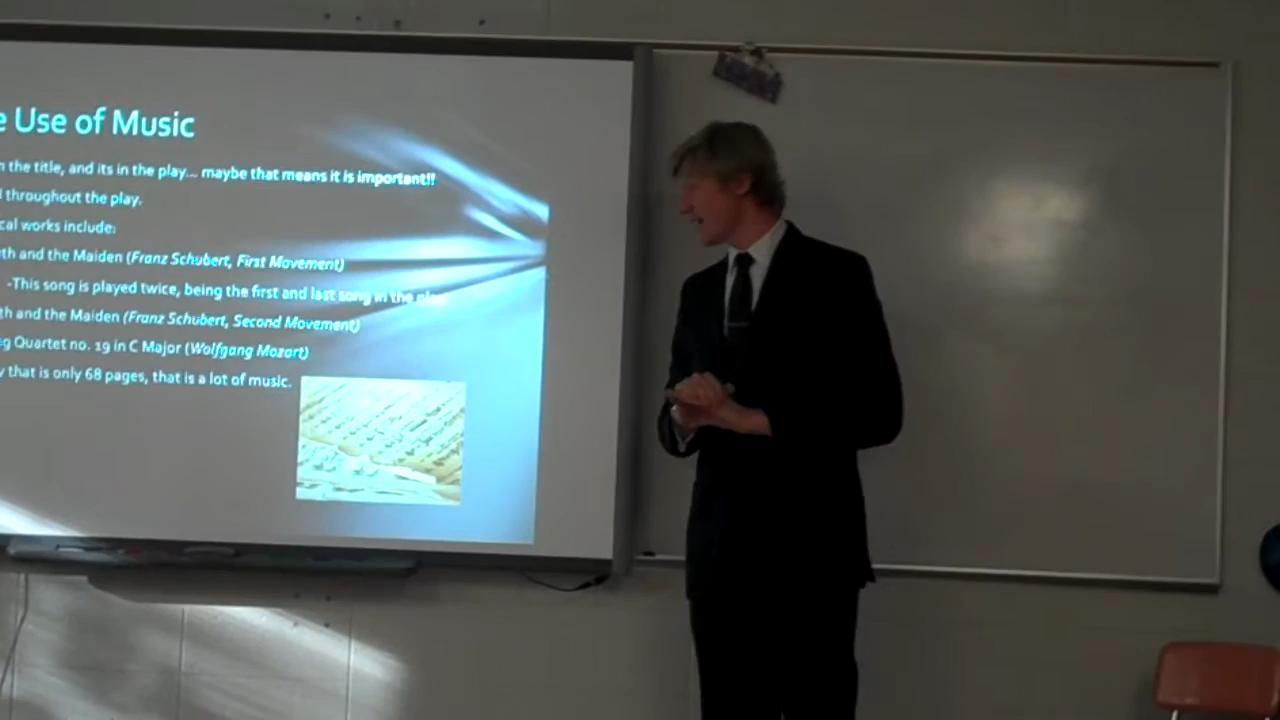 e Use of Music
n the title, and its in the play... maybe that means it is important!!
d throughout the play.
cal works include:
th and the Maiden (Franz Schubert, First Movement)
-This song is played twice, being the first and last song in the play
th and the Maiden (Franz Schubert, Second Movement)
g Quartet no. 19 in C Major (Wolfgang Mozart)
y that is only 68 pages, that is a lot of music.